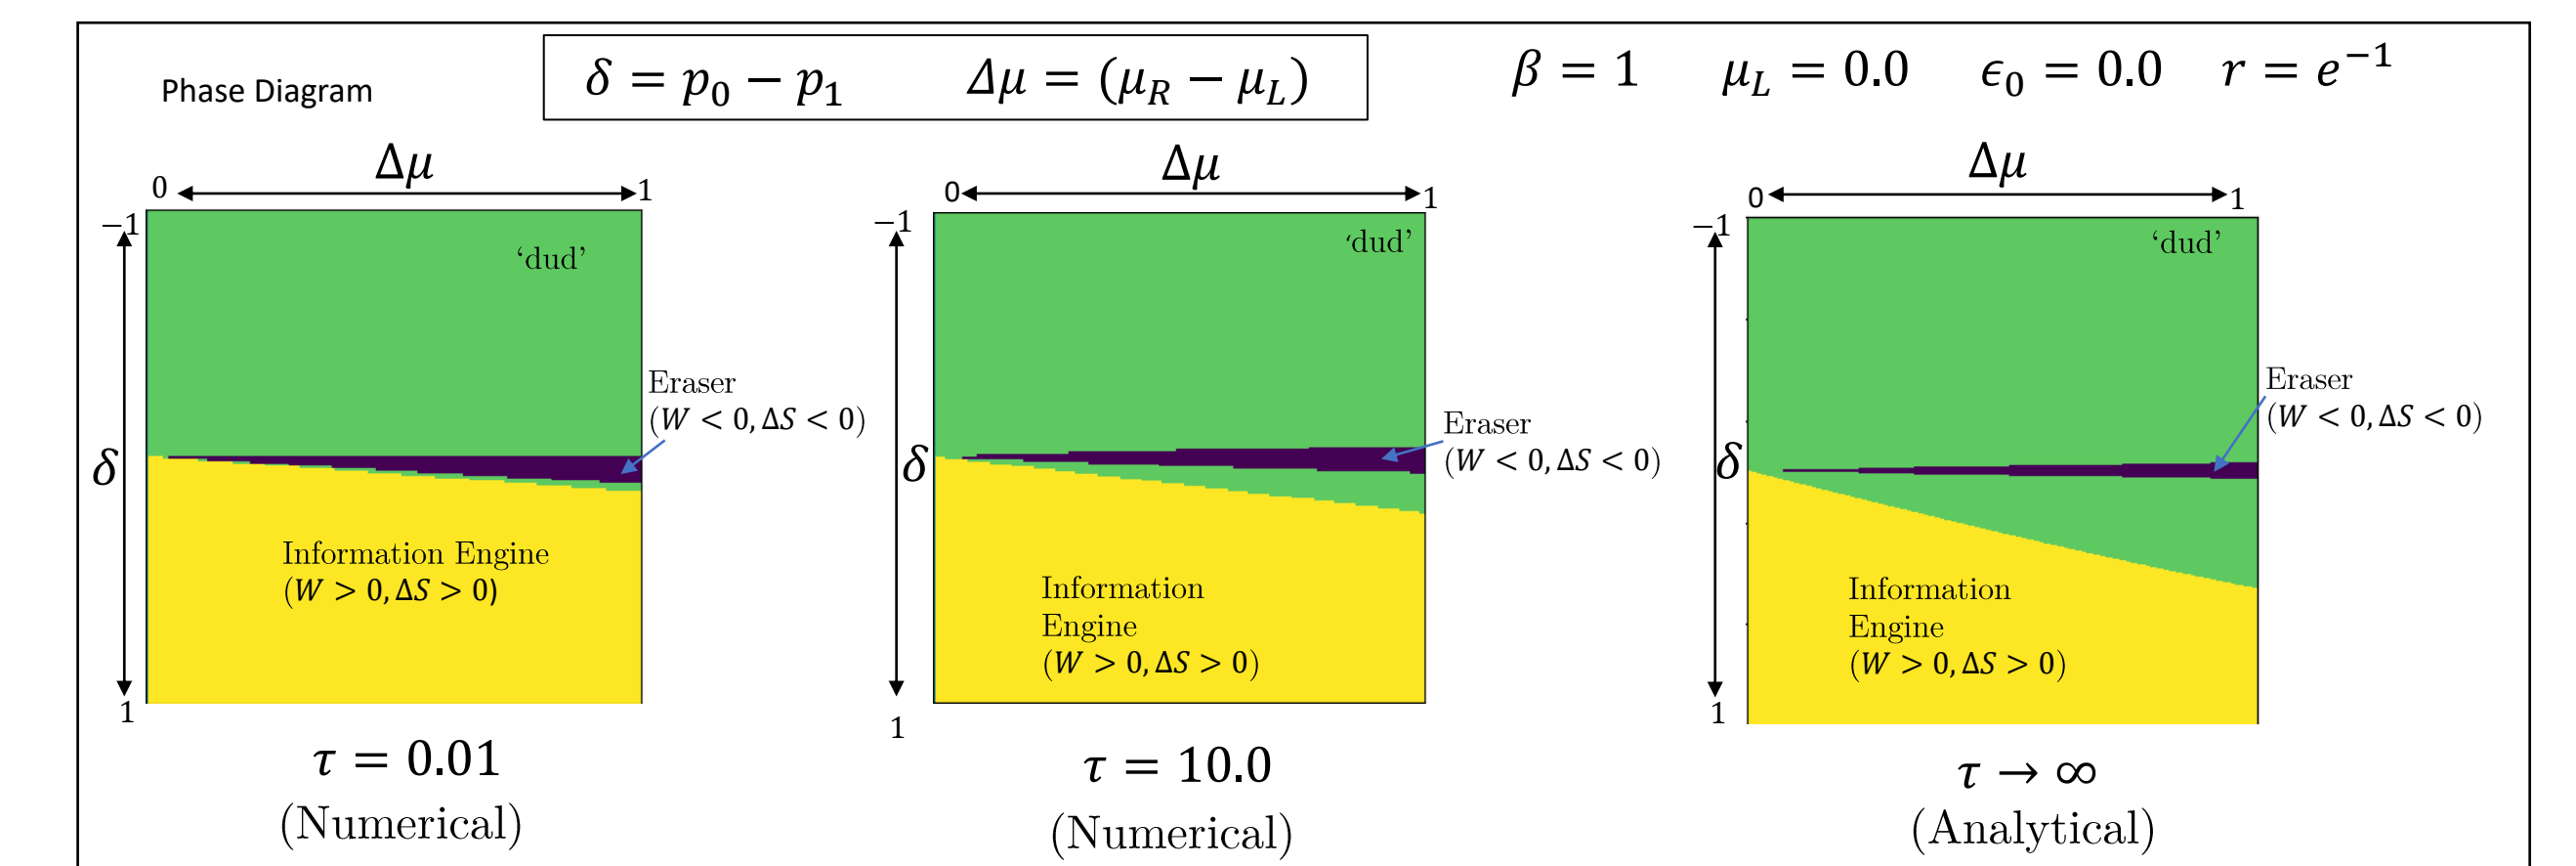 Phase Diagram
δ = p₀ − p₁ Δμ = (μ_R − μ_L)
β = 1 μ_L = 0.0 ϵ₀ = 0.0 r = e⁻¹
Δμ
0 1
−1
'dud'
Eraser
(W < 0, ΔS < 0)
δ
Information Engine
(W > 0, ΔS > 0)
1
τ = 0.01
(Numerical)
Δμ
0 1
−1
'dud'
Eraser
(W < 0, ΔS < 0)
δ
Information
Engine
(W > 0, ΔS > 0)
1
τ = 10.0
(Numerical)
Δμ
0 1
−1
'dud'
Eraser
(W < 0, ΔS < 0)
δ
Information
Engine
(W > 0, ΔS > 0)
1
τ → ∞
(Analytical)